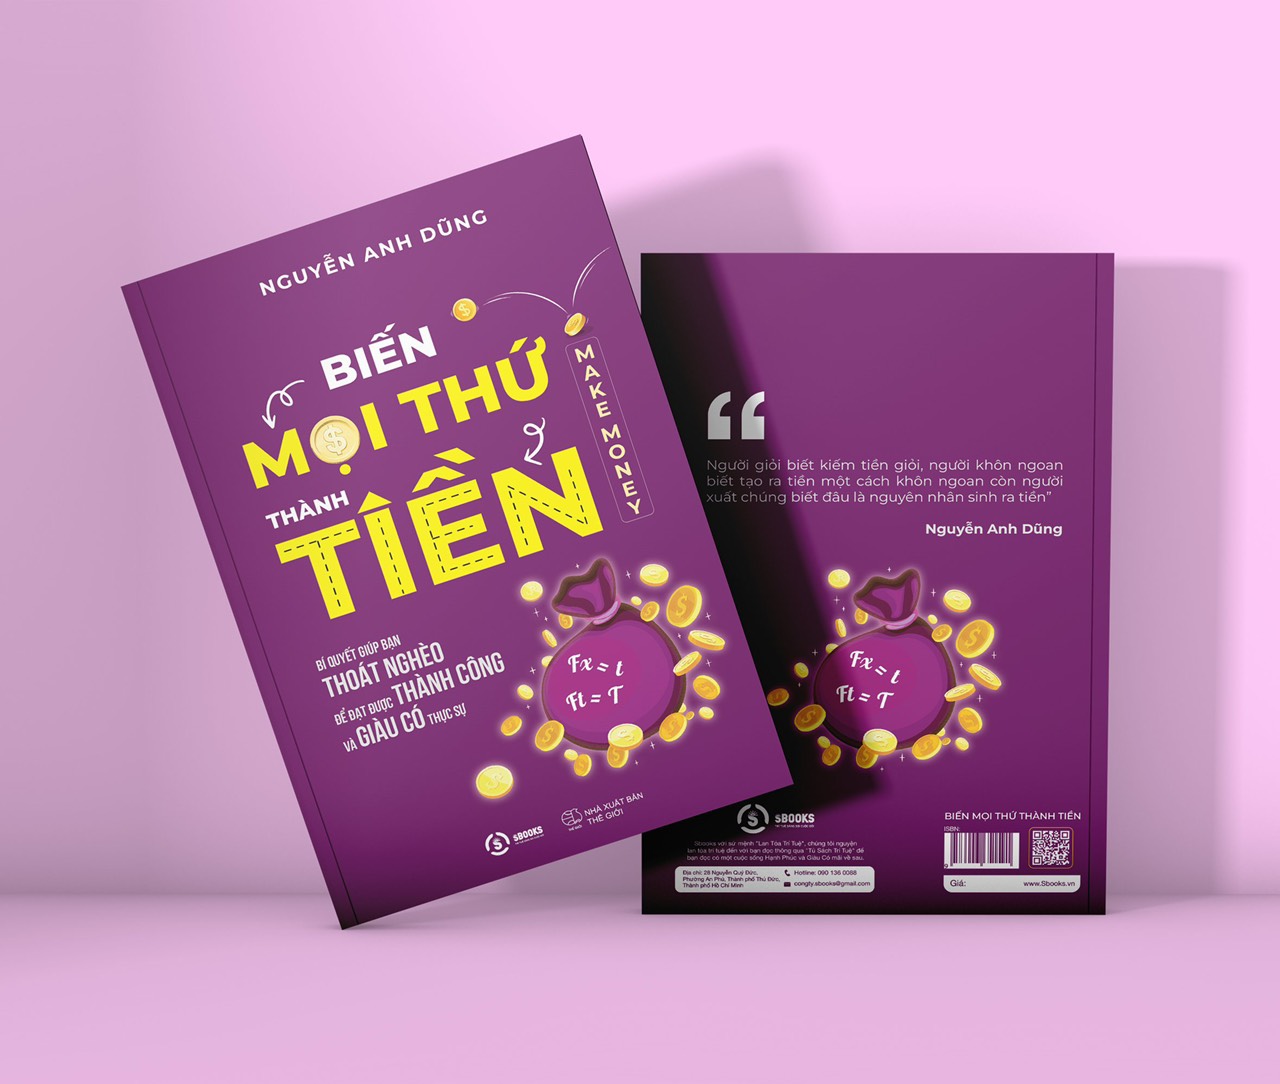 NGUYỄN ANH DŨNG
BIẾN
MỌI THỨ
THÀNH
TIỀN
MAKE MONEY
BÍ QUYẾT GIÚP BẠN
THOÁT NGHÈO
ĐỂ ĐẠT ĐƯỢC THÀNH CÔNG
VÀ GIÀU CÓ THỰC SỰ
Fx = t
Ft = T
SBOOKS
NHÀ XUẤT BẢN
THẾ GIỚI
“
Người giỏi biết kiếm tiền giỏi, người khôn ngoan
biết tạo ra tiền một cách khôn ngoan còn người
xuất chúng biết đâu là nguyên nhân sinh ra tiền”
Nguyễn Anh Dũng
Fx = t
Ft = T
SBOOKS
Sbooks với sứ mệnh "Lan Tỏa Trí Tuệ", chúng tôi nguyện
lan tỏa trí tuệ đến với bạn đọc thông qua "Tủ Sách Trí Tuệ" để
bạn đọc có một cuộc sống Hạnh Phúc và Giàu Có mãi về sau.
Địa chỉ: 28 Nguyễn Quý Đức,
Phường An Phú, Thành phố Thủ Đức,
Thành phố Hồ Chí Minh
Hotline: 090 136 0088
congty.sbooks@gmail.com
BIẾN MỌI THỨ THÀNH TIỀN
ISBN:
Giá:
www.Sbooks.vn